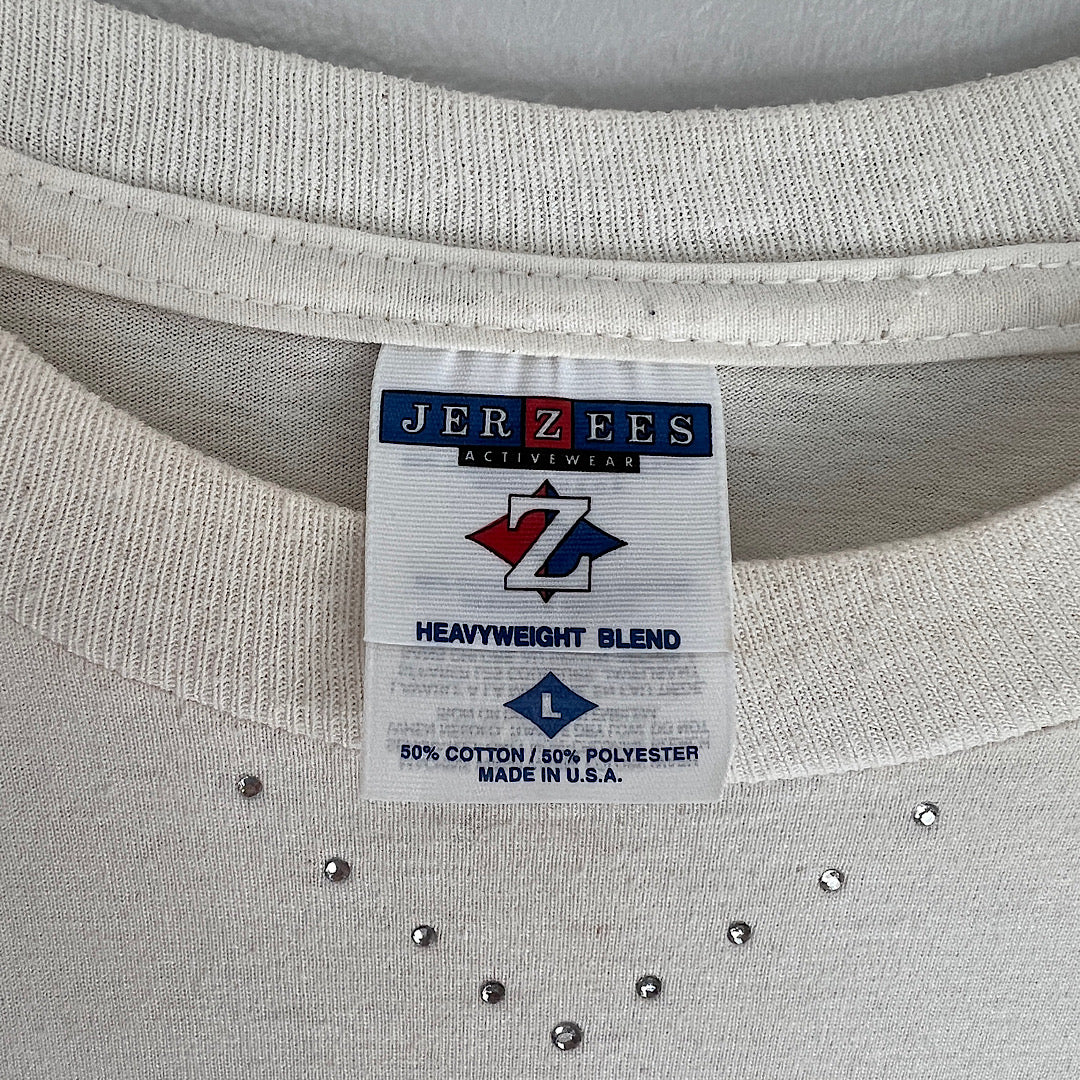 JERZEES
ACTIVEWEAR
Z
HEAVYWEIGHT BLEND
L
50% COTTON / 50% POLYESTER
MADE IN U.S.A.